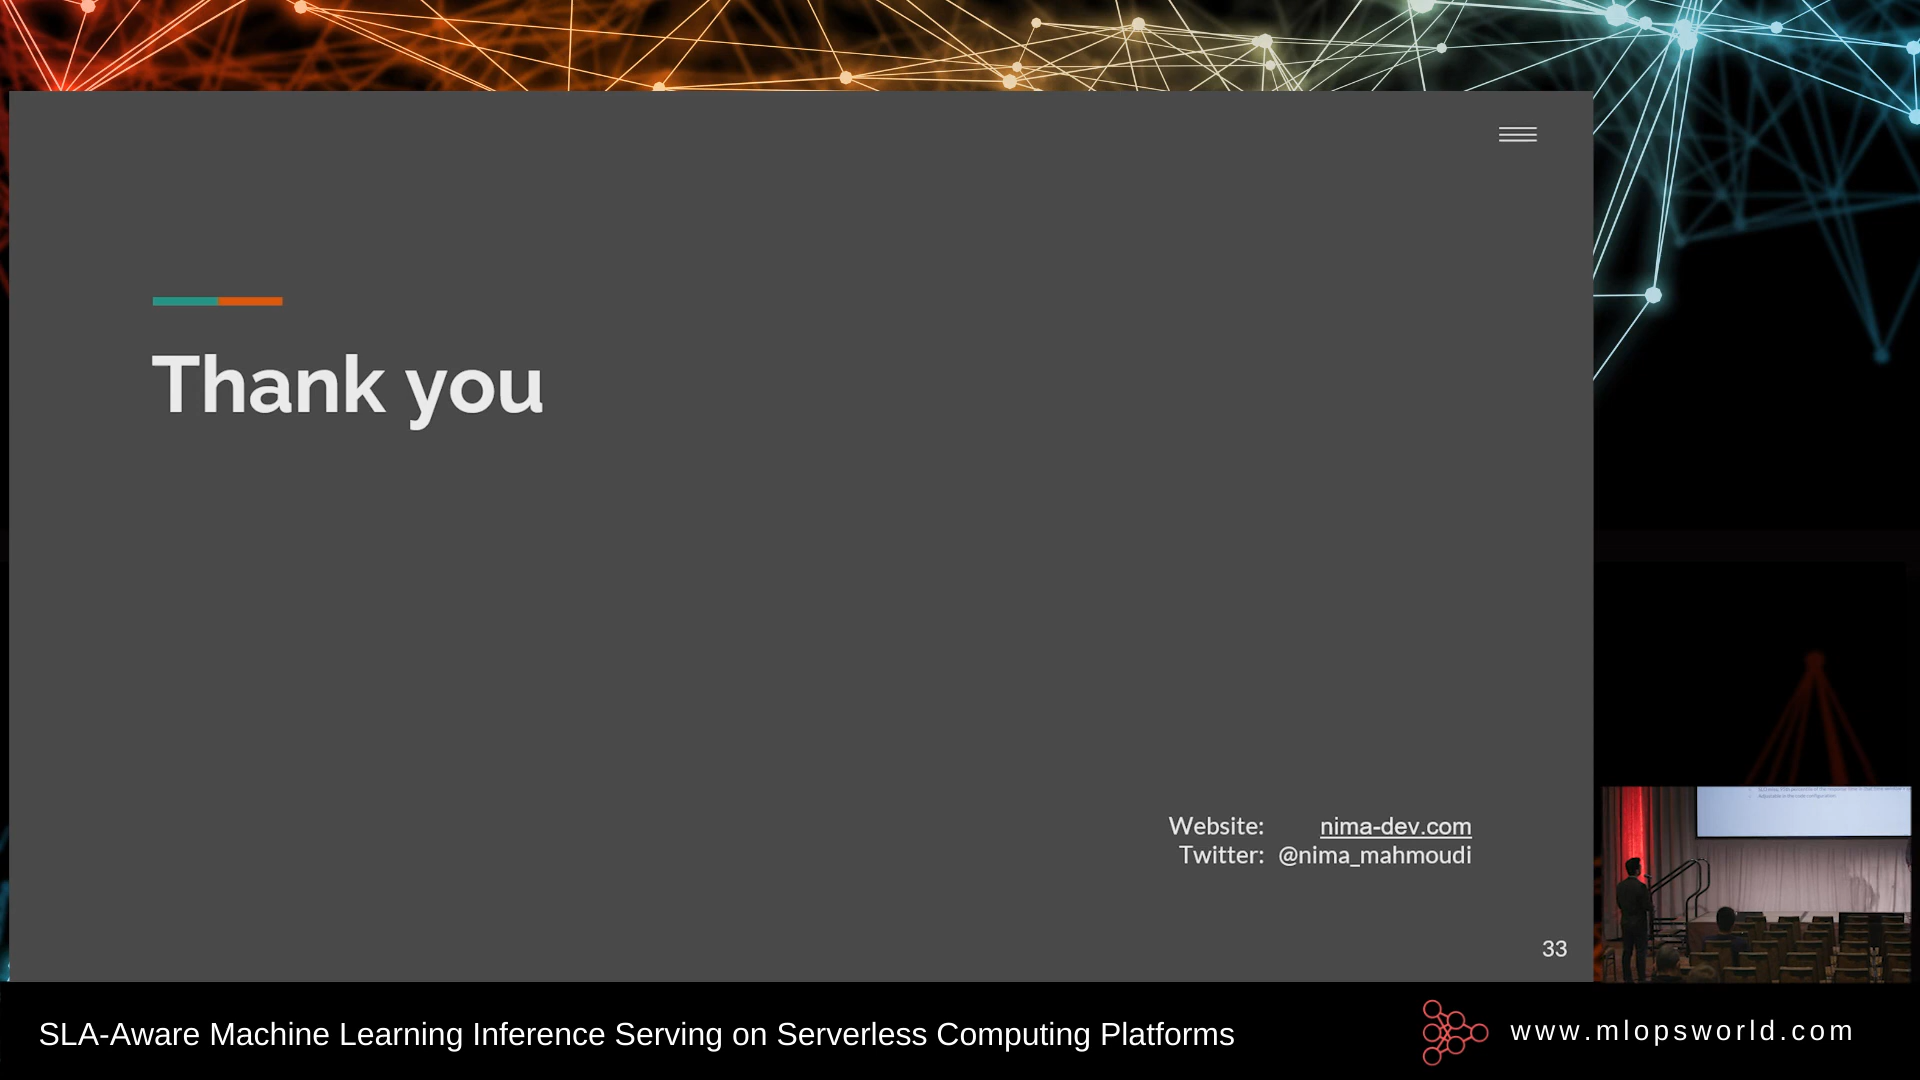 Thank you
Website: nima-dev.com
Twitter: @nima_mahmoudi
33
SLA-Aware Machine Learning Inference Serving on Serverless Computing Platforms
www.mlopsworld.com